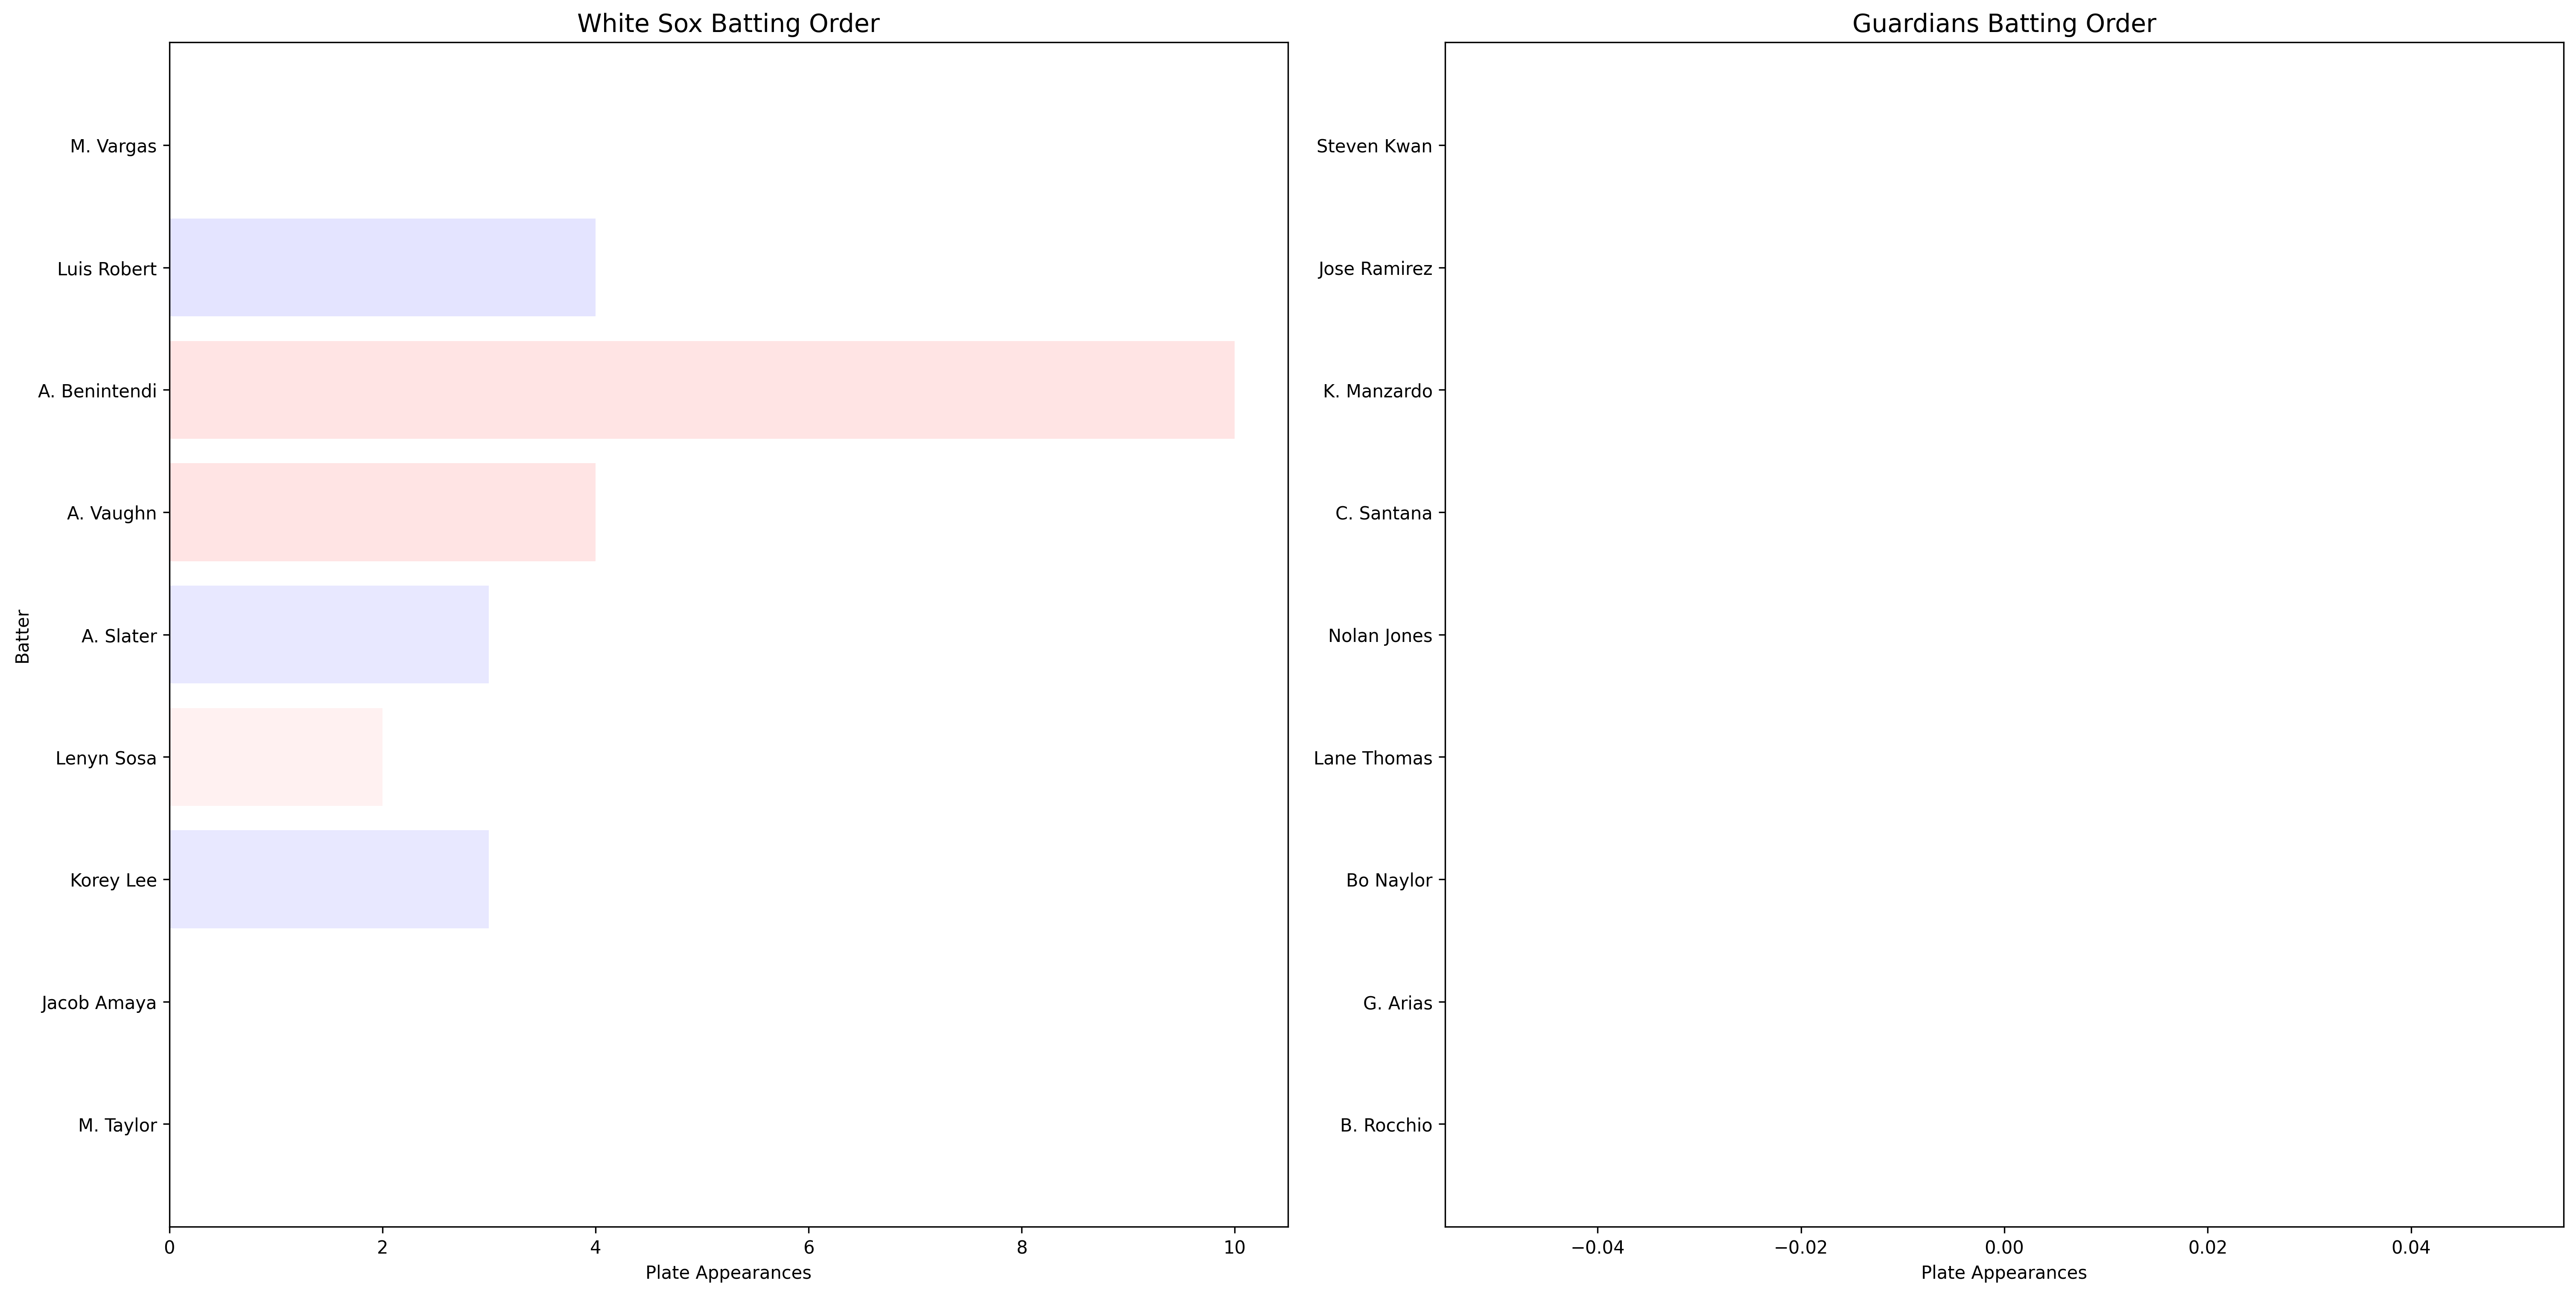 White Sox Batting Order
Batter
M. Vargas
Luis Robert
A. Benintendi
A. Vaughn
A. Slater
Lenyn Sosa
Korey Lee
Jacob Amaya
M. Taylor
0 2 4 6 8 10
Plate Appearances
Guardians Batting Order
Steven Kwan
Jose Ramirez
K. Manzardo
C. Santana
Nolan Jones
Lane Thomas
Bo Naylor
G. Arias
B. Rocchio
−0.04 −0.02 0.00 0.02 0.04
Plate Appearances